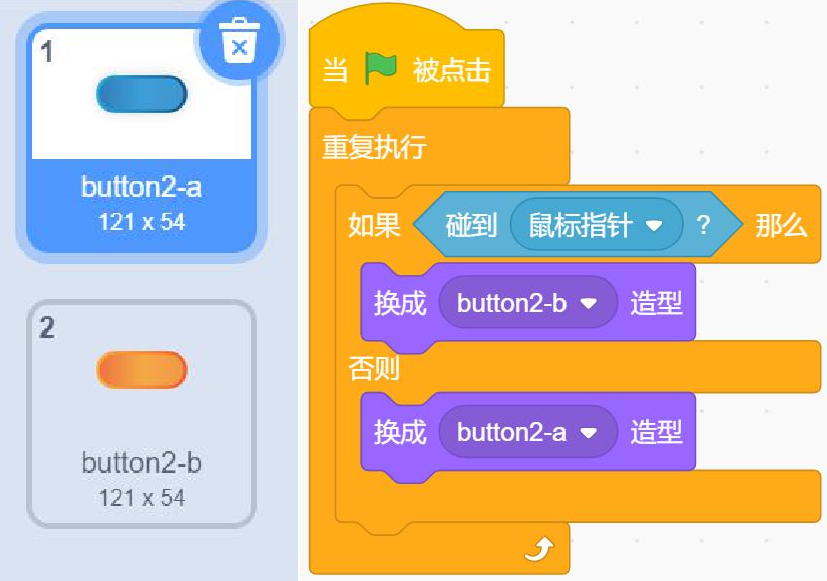 1
button2-a
121 x 54
2
button2-b
121 x 54
当 被点击
重复执行
如果 碰到 鼠标指针 ? 那么
换成 button2-b 造型
否则
换成 button2-a 造型